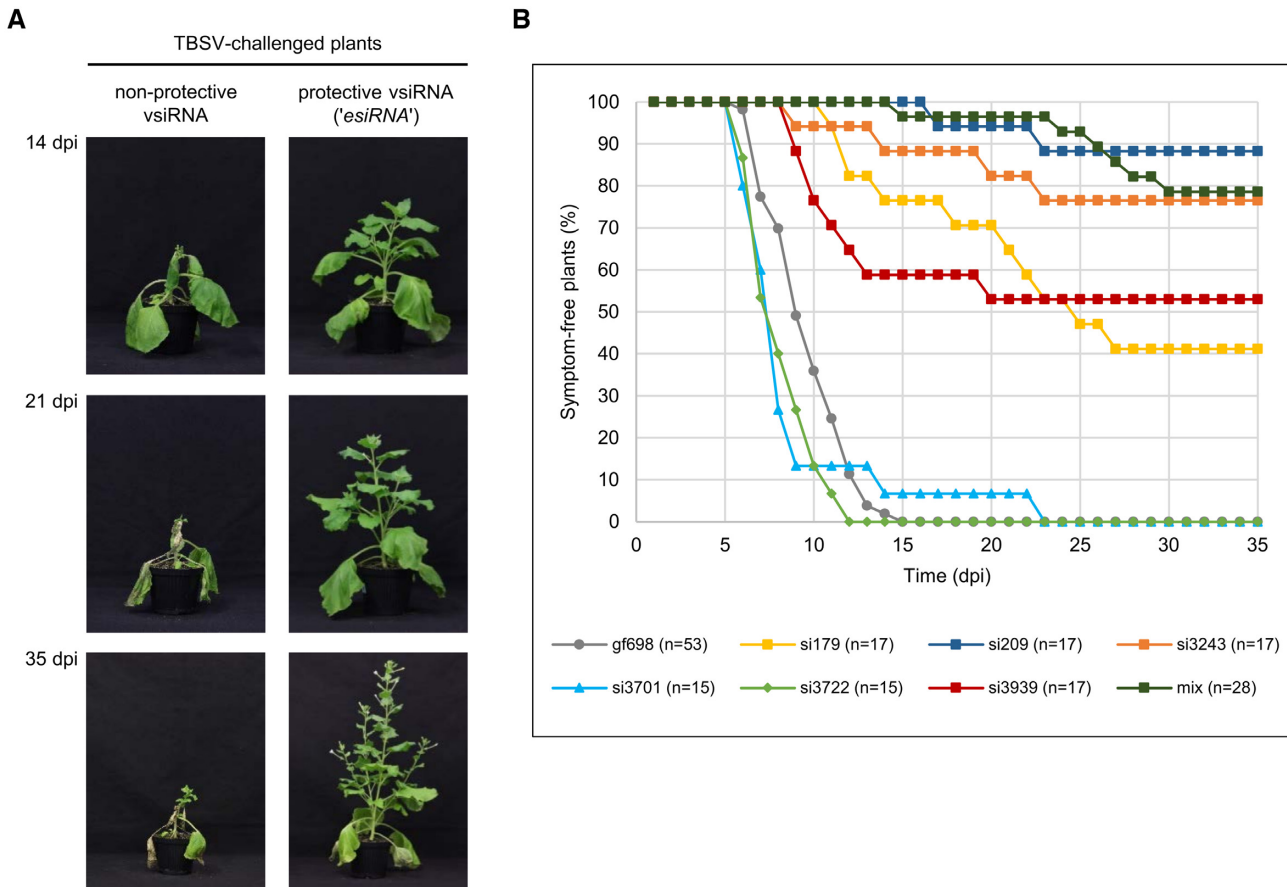 A
TBSV-challenged plants
non-protective
vsiRNA
protective vsiRNA
('esiRNA')
14 dpi
21 dpi
35 dpi
B
Symptom-free plants (%)
100
90
80
70
60
50
40
30
20
10
0
0 5 10 15 20 25 30 35
Time (dpi)
gf698 (n=53) si179 (n=17) si209 (n=17) si3243 (n=17)
si3701 (n=15) si3722 (n=15) si3939 (n=17) mix (n=28)